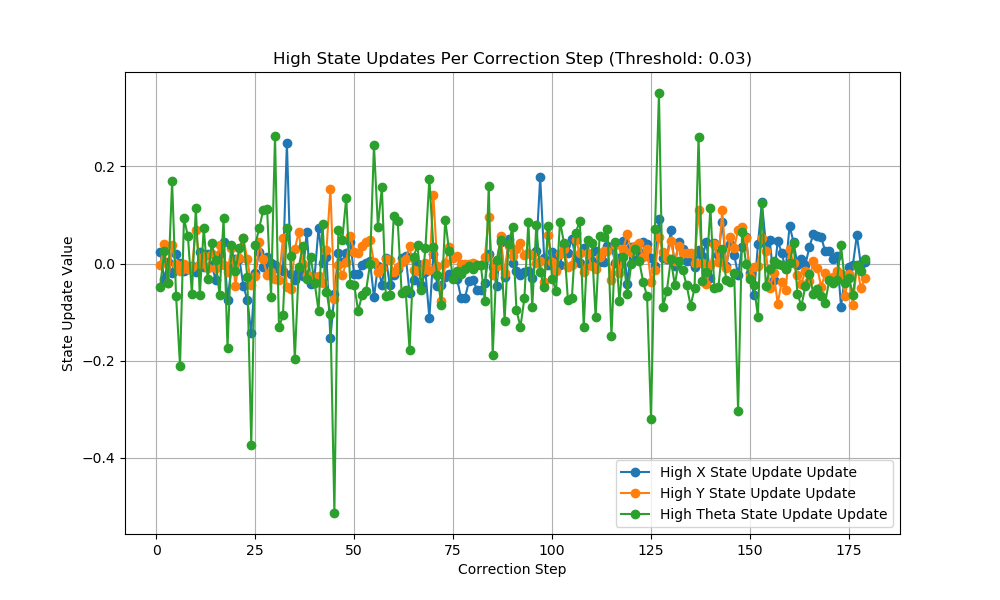 High State Updates Per Correction Step (Threshold: 0.03)
State Update Value
0.2
0.0
−0.2
−0.4
0 25 50 75 100 125 150 175
Correction Step
High X State Update Update
High Y State Update Update
High Theta State Update Update